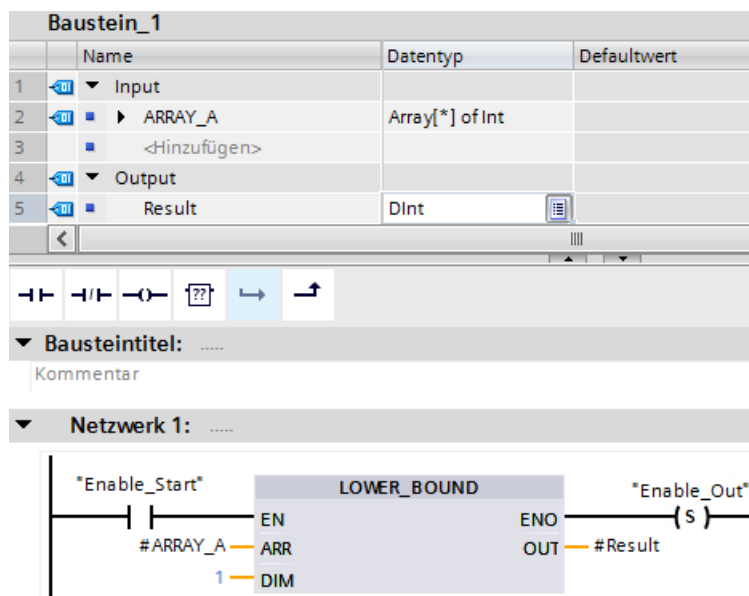 Baustein_1
Name Datentyp Defaultwert
1 Input
2 ARRAY_A Array[*] of Int
3 <Hinzufügen>
4 Output
5 Result DInt
??
Bausteintitel: .....
Kommentar
Netzwerk 1: .....
"Enable_Start" LOWER_BOUND "Enable_Out"
EN ENO S
#ARRAY_A ARR OUT #Result
1 DIM